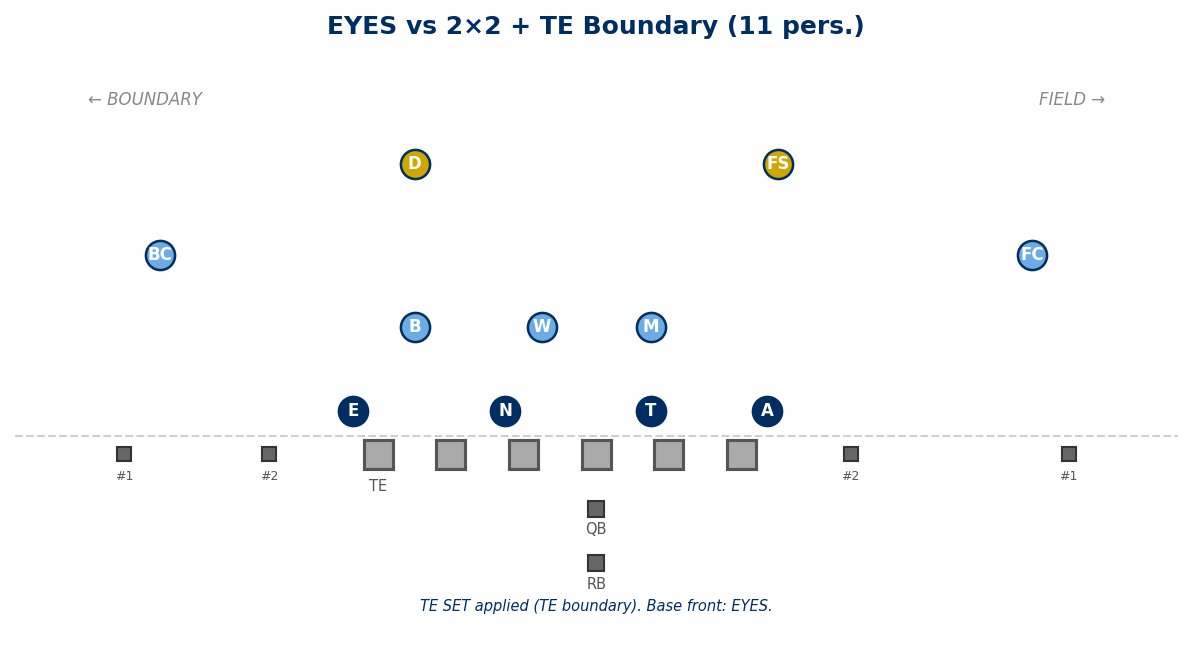 EYES vs 2×2 + TE Boundary (11 pers.)
← BOUNDARY
FIELD →
D
FS
BC
FC
B
W
M
E
N
T
A
#1
#2
TE
#2
#1
QB
RB
TE SET applied (TE boundary). Base front: EYES.